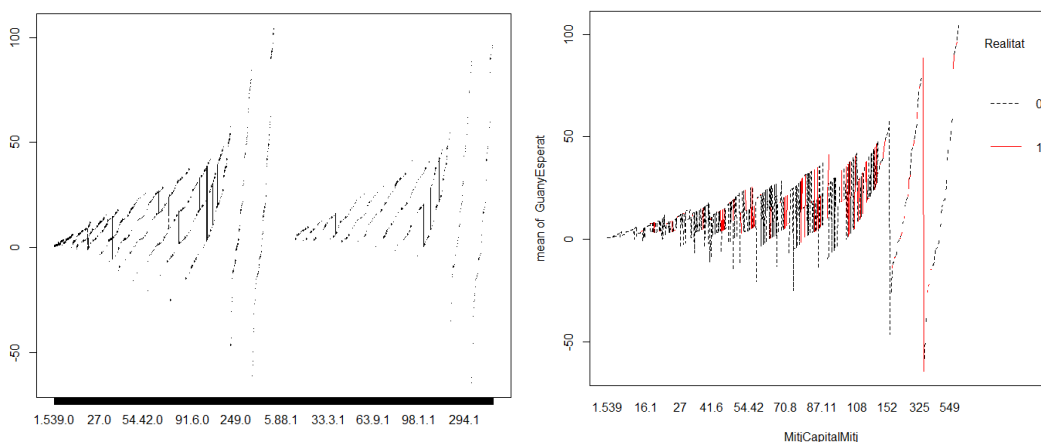 100
50
0
-50
1.539.0 27.0 54.42.0 91.6.0 249.0 5.88.1 33.3.1 63.9.1 98.1.1 294.1
mean of GuanyEsperat
100
50
0
-50
1.539 16.1 27 41.6 54.42 70.8 87.11 108 152 325 549
MitjCapitalMitj
Realitat
0
1